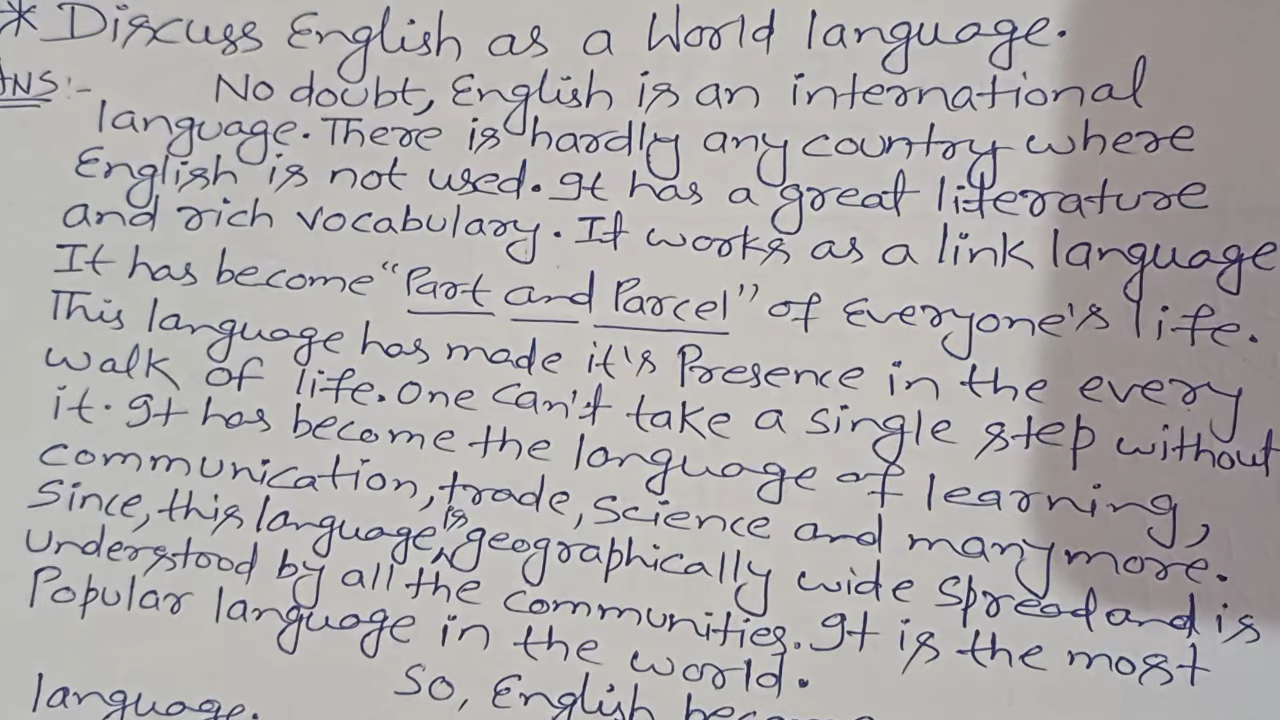 * Discuss English as a World language.
ANS:- No doubt, English is an international
language. There is hardly any country where
English is not used. It has a great literature
and rich vocabulary. It works as a link language
It has become "Part and Parcel" of Everyone's life.
This language has made it's Presence in the every
walk of life. One can't take a single step without
it. It has become the language of learning,
communication, trade, science and many more.
Since, this language is geographically wide spread and is
understood by all the communities. It is the most
Popular language in the world.
So, English
language.